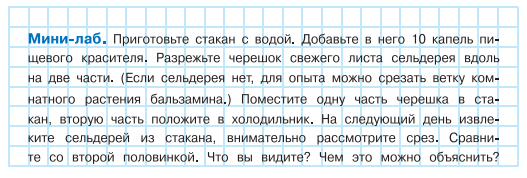 Мини-лаб. Приготовьте стакан с водой. Добавьте в него 10 капель пи-
щевого красителя. Разрежьте черешок свежего листа сельдерея вдоль
на две части. (Если сельдерея нет, для опыта можно срезать ветку ком-
натного растения бальзамина.) Поместите одну часть черешка в ста-
кан, вторую часть положите в холодильник. На следующий день извле-
ките сельдерей из стакана, внимательно рассмотрите срез. Сравни-
те со второй половинкой. Что вы видите? Чем это можно объяснить?